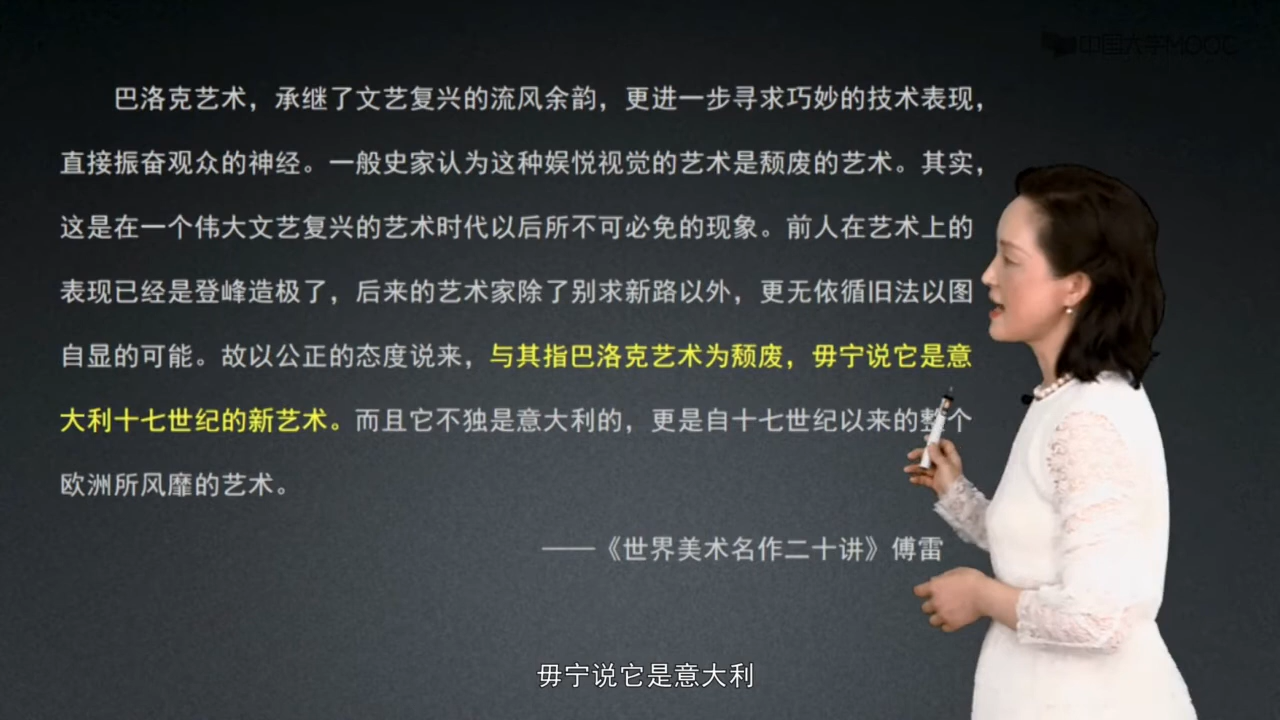 中国大学MOOC
巴洛克艺术，承继了文艺复兴的流风余韵，更进一步寻求巧妙的技术表现，
直接振奋观众的神经。一般史家认为这种娱悦视觉的艺术是颓废的艺术。其实，
这是在一个伟大文艺复兴的艺术时代以后所不可必免的现象。前人在艺术上的
表现已经是登峰造极了，后来的艺术家除了别求新路以外，更无依循旧法以图
自显的可能。故以公正的态度说来，与其指巴洛克艺术为颓废，毋宁说它是意
大利十七世纪的新艺术。而且它不独是意大利的，更是自十七世纪以来的整个
欧洲所风靡的艺术。
——《世界美术名作二十讲》傅雷
毋宁说它是意大利